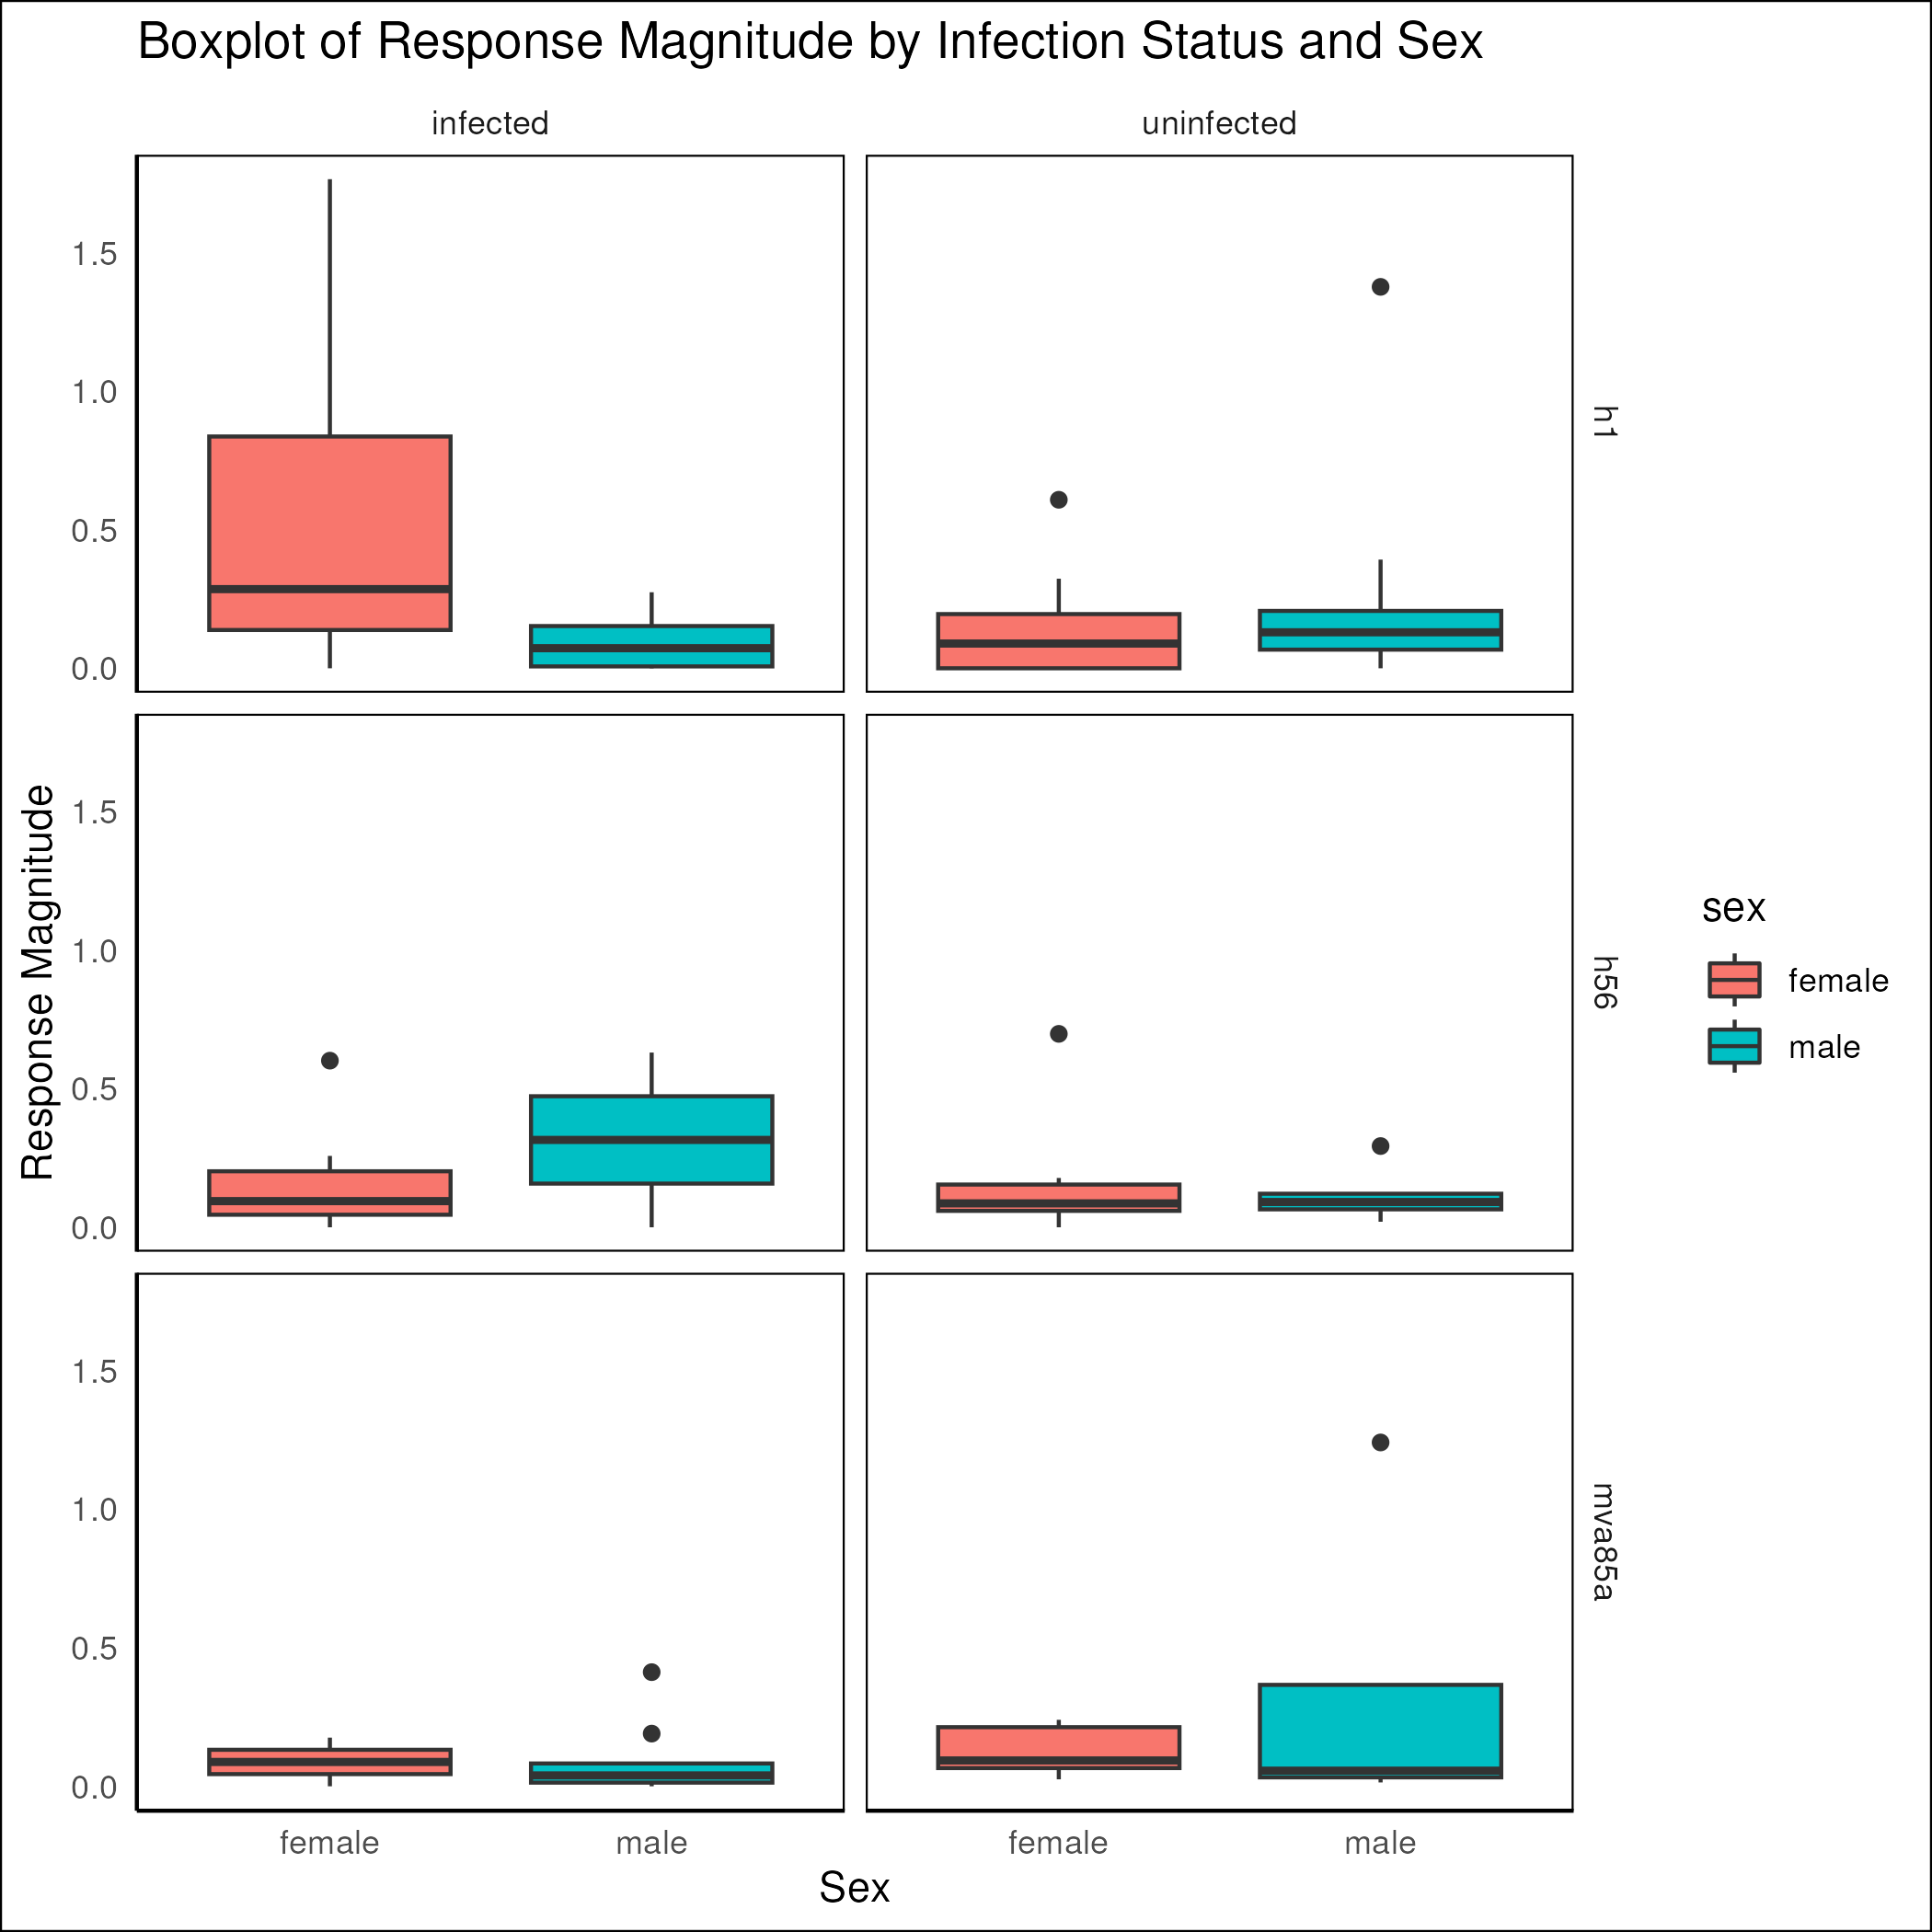 Boxplot of Response Magnitude by Infection Status and Sex
infected
uninfected
1.5
1.0
0.5
0.0
h1
1.5
1.0
0.5
0.0
h56
1.5
1.0
0.5
0.0
mva85a
Response Magnitude
female
male
female
male
Sex
sex
female
male